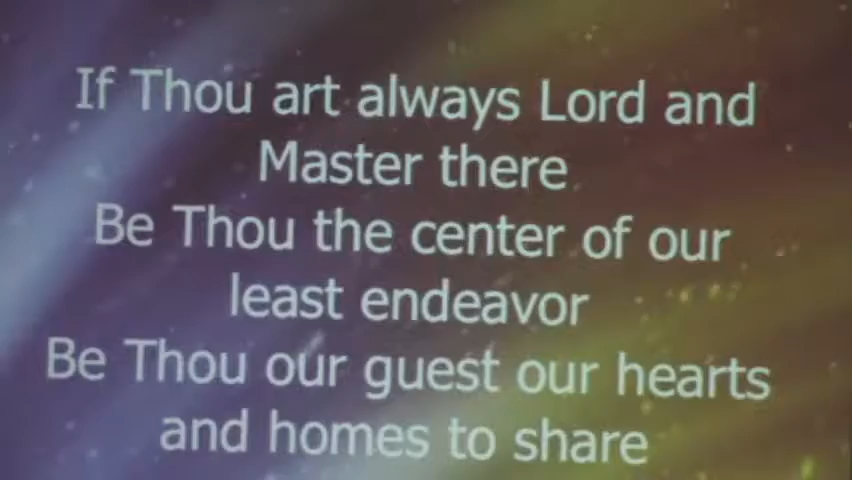 If Thou art always Lord and
Master there
Be Thou the center of our
least endeavor
Be Thou our guest our hearts
and homes to share